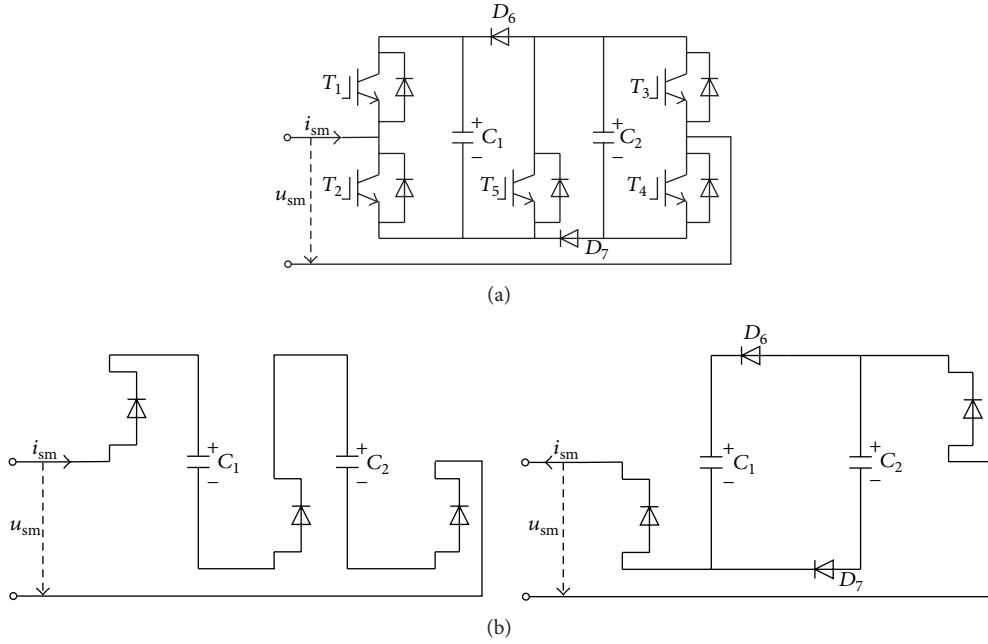 D6
T1
T3
ism
+
C1
−
+
C2
−
T2
T5
T4
usm
D7
(a)
D6
ism
+
C1
−
+
C2
−
ism
+
C1
−
+
C2
−
usm
usm
D7
(b)